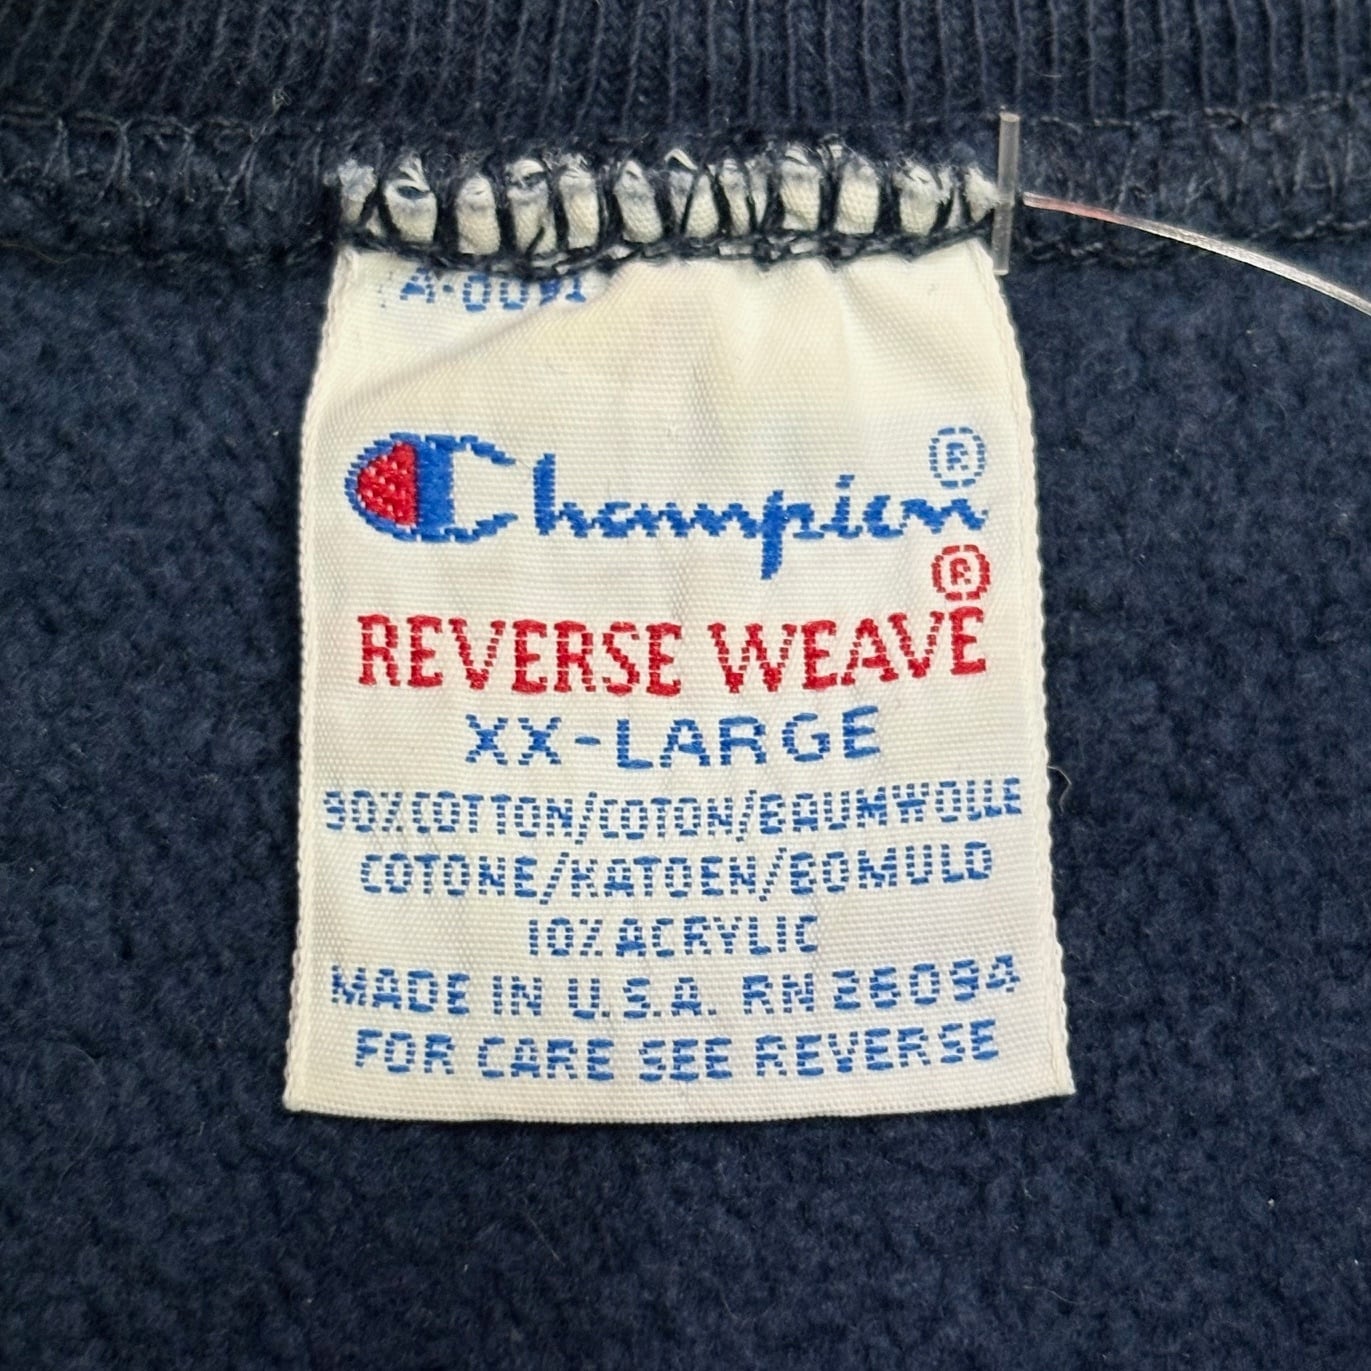 A-0091
Champion®
®
REVERSE WEAVE
XX-LARGE
90% COTTON/COTON/BAUMWOLLE
COTONE/KATOEN/BOMULD
10% ACRYLIC
MADE IN U.S.A. RN 26094
FOR CARE SEE REVERSE